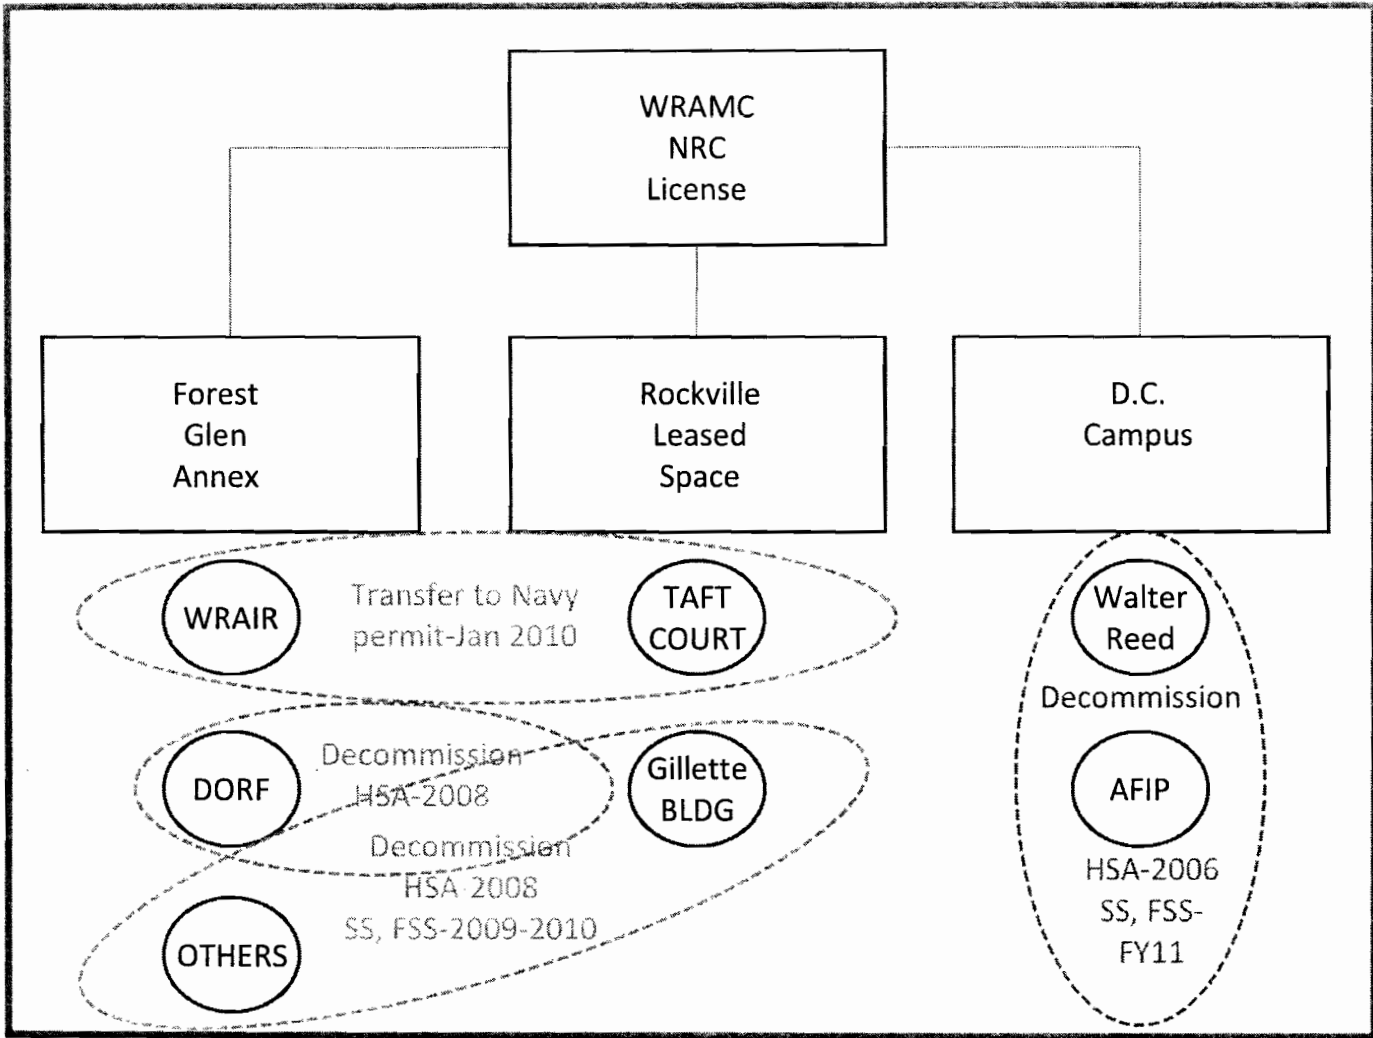 WRAMC
NRC
License
Forest
Glen
Annex
Rockville
Leased
Space
D.C.
Campus
WRAIR
Transfer to Navy
permit-Jan 2010
TAFT
COURT
Walter
Reed
Decommission
DORF
Decommission
HSA-2008
Gillette
BLDG
AFIP
Decommission
HSA-2008
SS, FSS-2009-2010
OTHERS
HSA-2006
SS, FSS-
FY11